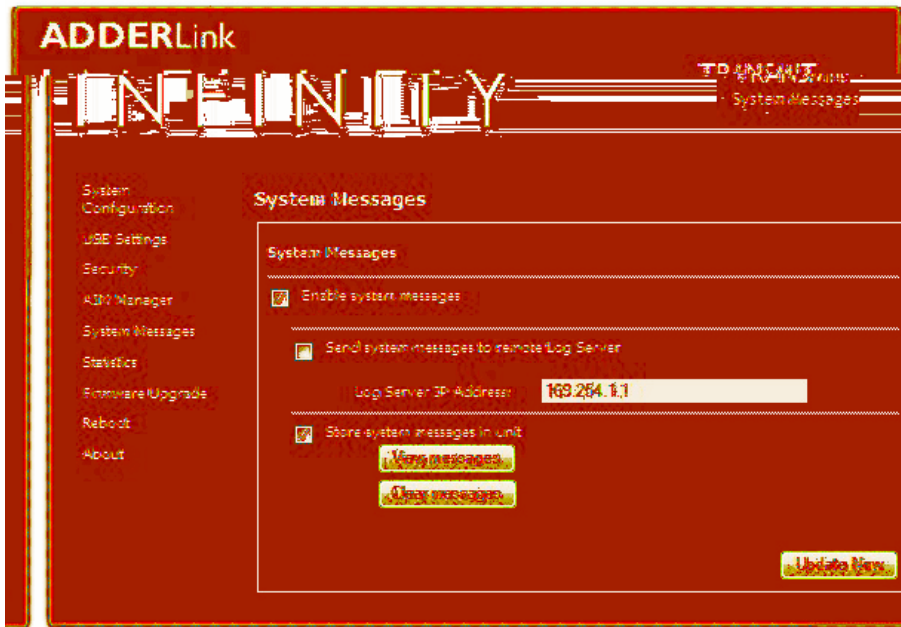 ADDERLink
INFINITY
TRANSMIT
System Messages
System
Configuration
USB Settings
Security
AIM Manager
System Messages
Statistics
Firmware Upgrade
Reboot
About
System Messages
System Messages
Enable system messages
Send system messages to remote Log Server
Log Server IP Address:
169.254.1.1
Store system messages in unit
View messages
Clear messages
Update Now